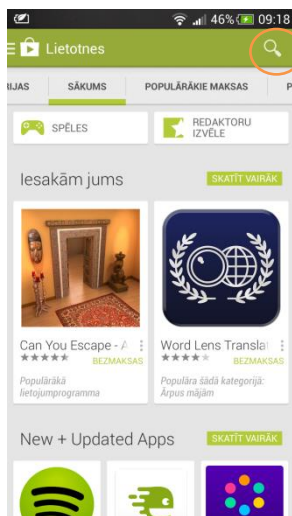 46% 09:18
Lietotnes
RIJAS SĀKUMS POPULĀRĀKIE MAKSAS P
SPĒLES
REDAKTORU
IZVĒLE
Iesakām jums
SKATĪT VAIRĀK
Can You Escape - A
BEZMAKSAS
Populārākā
lietojumprogramma
Word Lens Translat
BEZMAKSAS
Populāra šādā kategorijā:
Ārpus mājām
New + Updated Apps
SKATĪT VAIRĀK